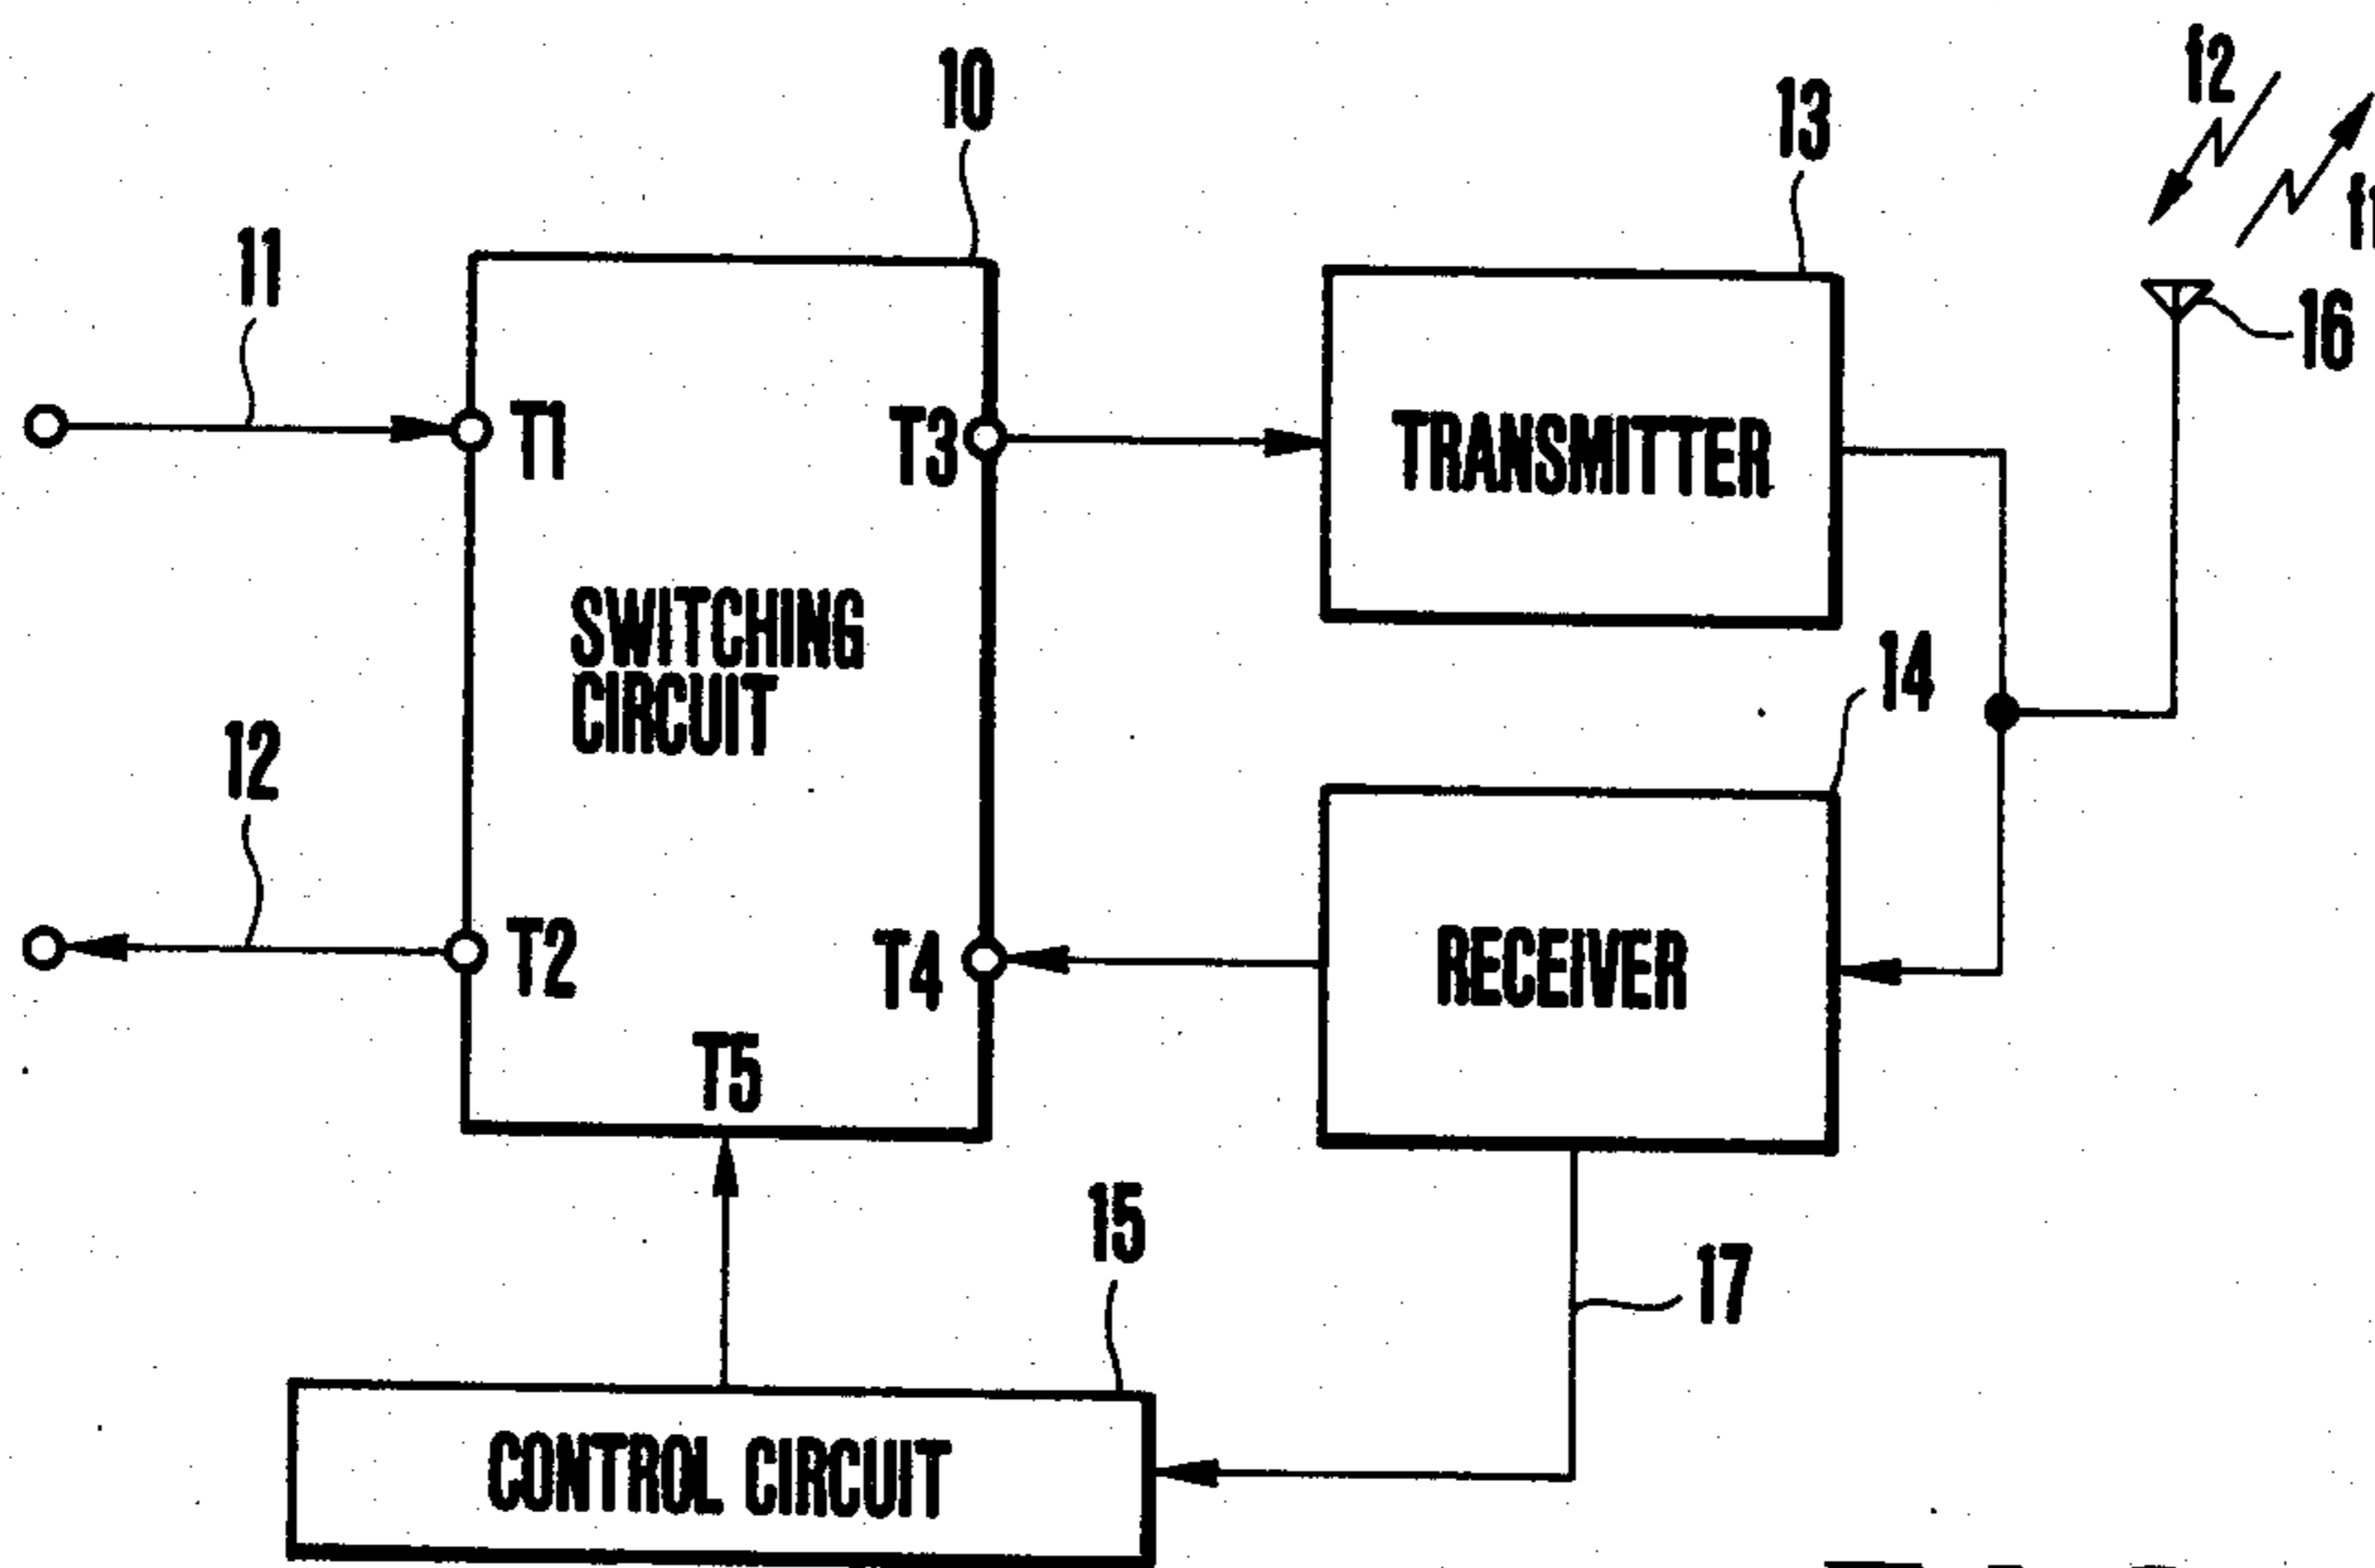 f2
10
13
f1
11
16
T1
T3
TRANSMITTER
SWITCHING
CIRCUIT
14
12
T2
T4
RECEIVER
T5
15
17
CONTROL CIRCUIT